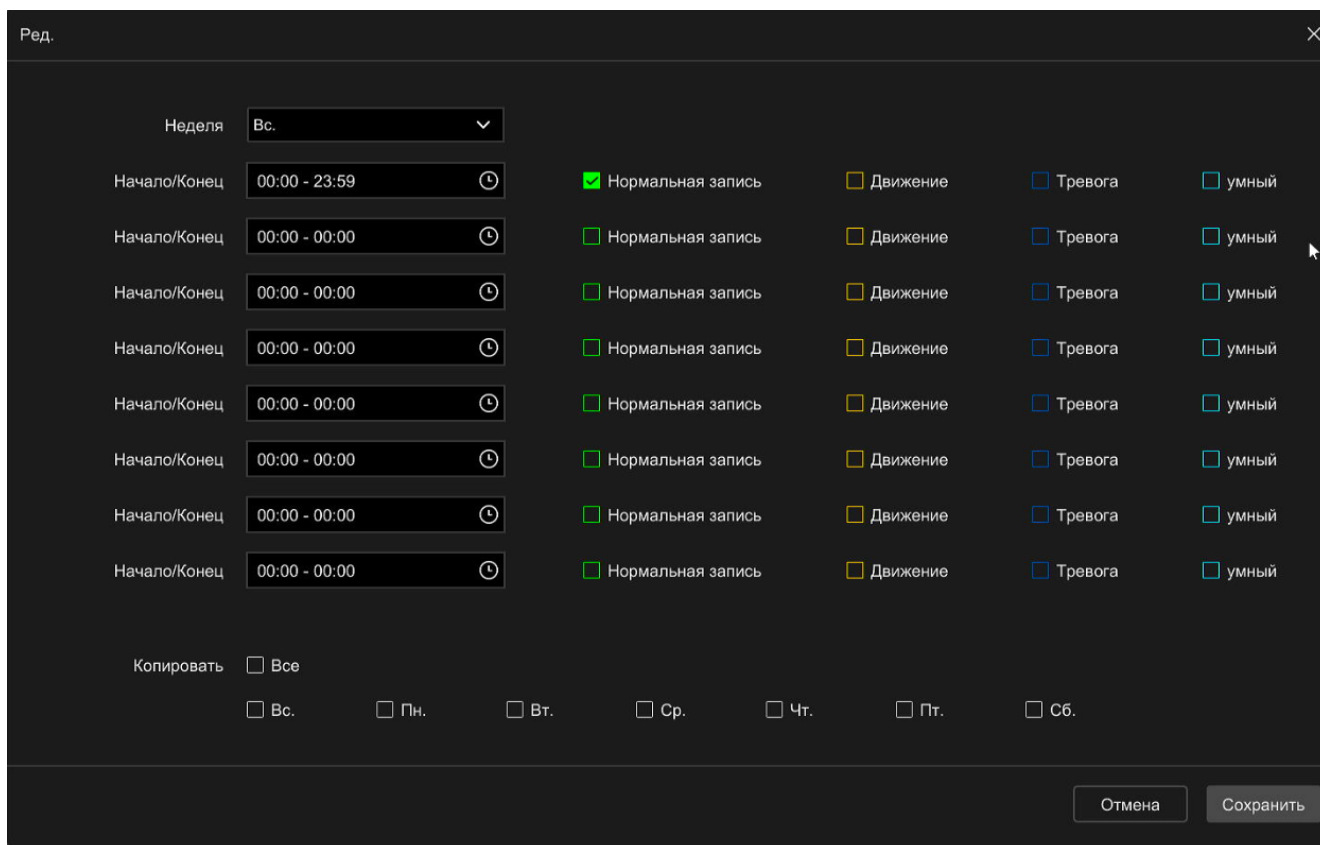 Ред.
Неделя Вс.
Начало/Конец 00:00 - 23:59 Нормальная запись Движение Тревога умный
Начало/Конец 00:00 - 00:00 Нормальная запись Движение Тревога умный
Начало/Конец 00:00 - 00:00 Нормальная запись Движение Тревога умный
Начало/Конец 00:00 - 00:00 Нормальная запись Движение Тревога умный
Начало/Конец 00:00 - 00:00 Нормальная запись Движение Тревога умный
Начало/Конец 00:00 - 00:00 Нормальная запись Движение Тревога умный
Начало/Конец 00:00 - 00:00 Нормальная запись Движение Тревога умный
Начало/Конец 00:00 - 00:00 Нормальная запись Движение Тревога умный
Копировать Все
Вс. Пн. Вт. Ср. Чт. Пт. Сб.
Отмена Сохранить